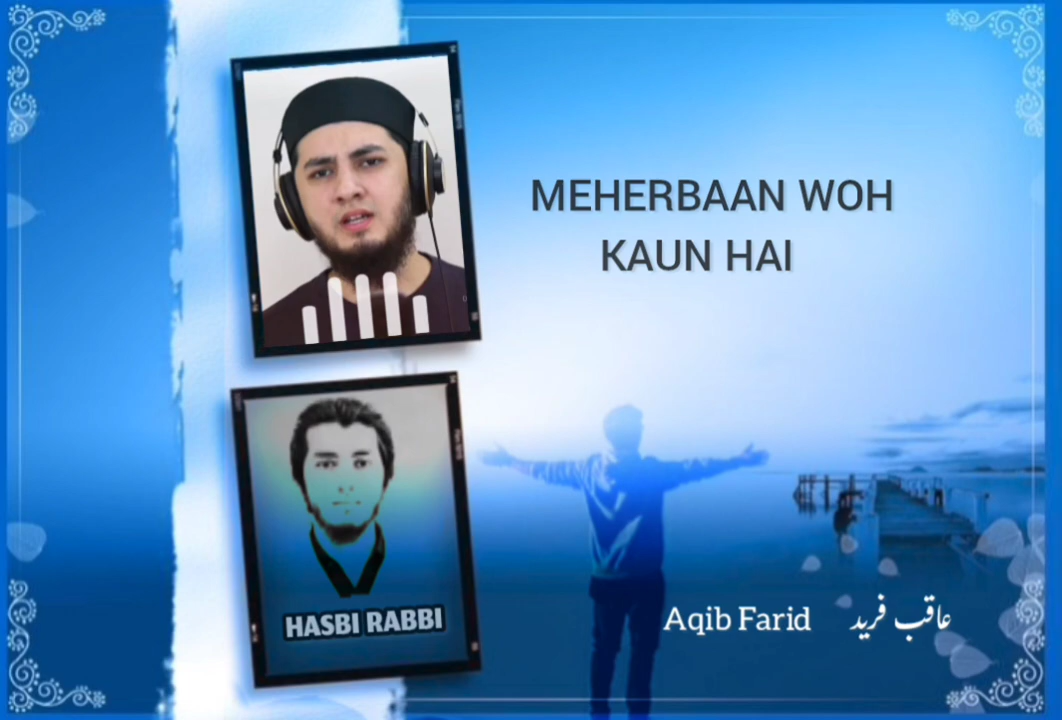 MEHERBAAN WOH
KAUN HAI
HASBI RABBI
Aqib Farid عاقب فرید